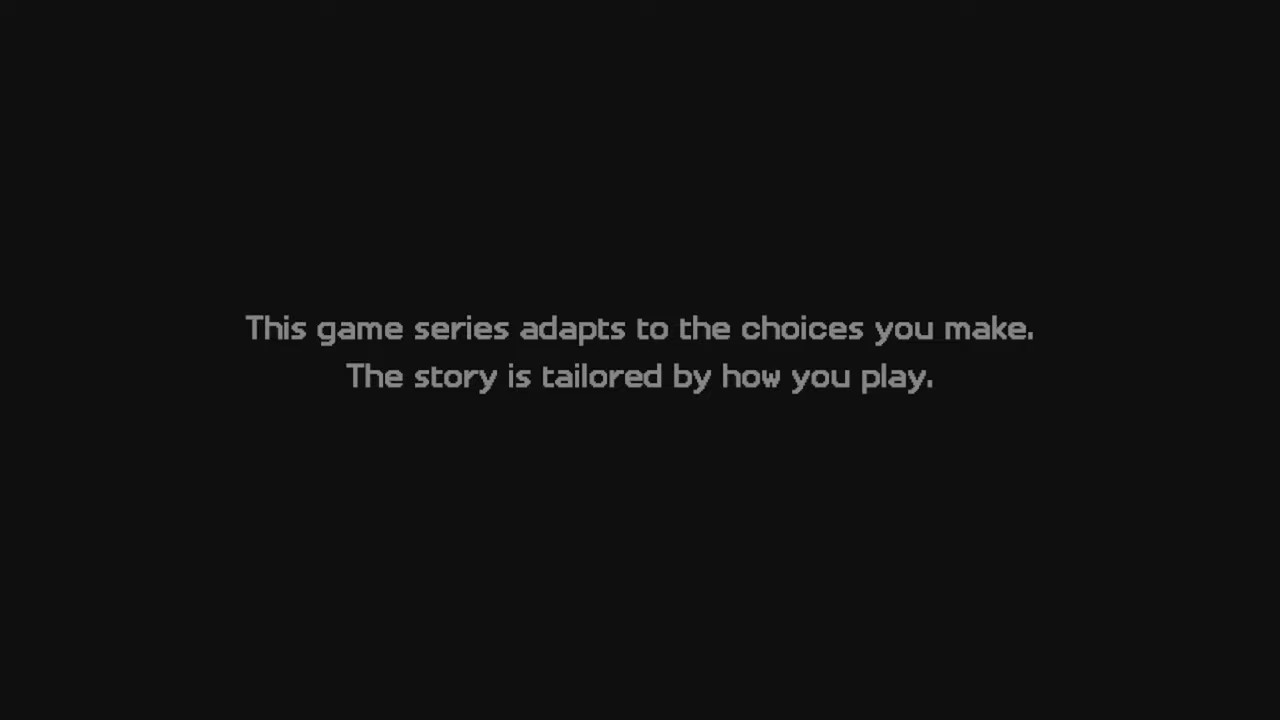 This game series adapts to the choices you make.
The story is tailored by how you play.